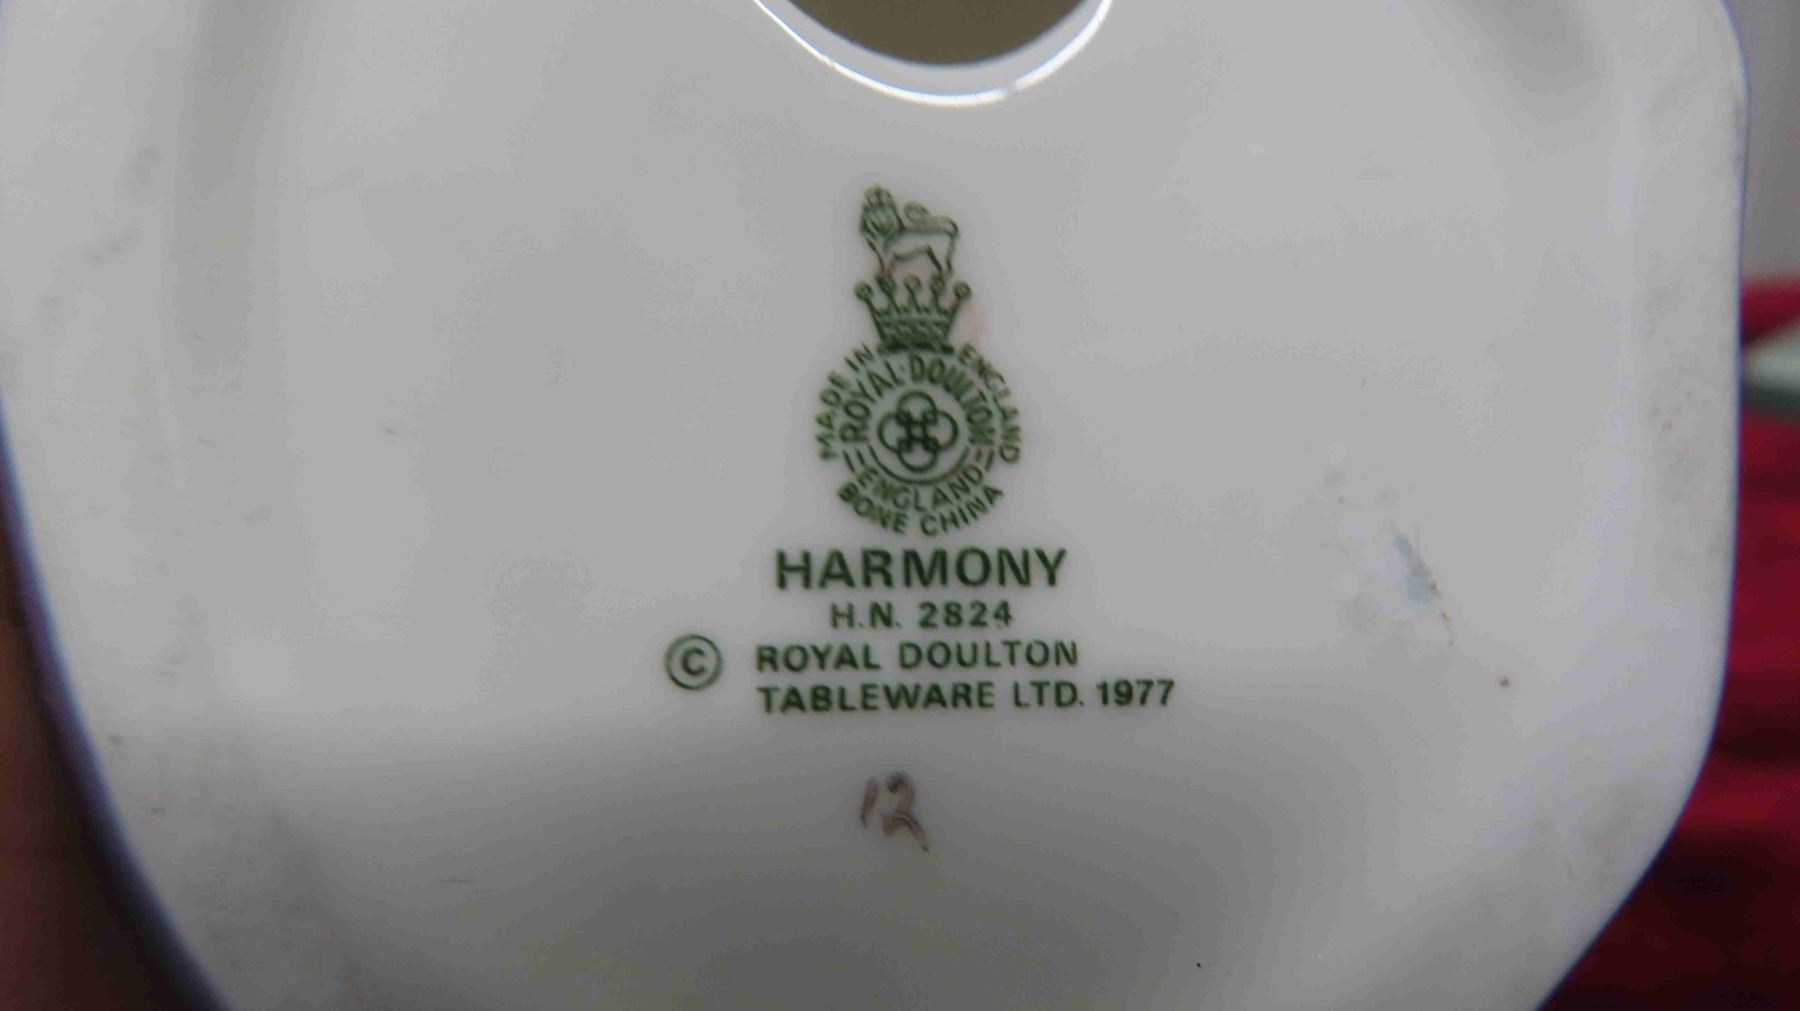 MADE IN ENGLAND
ROYAL·DOULTON
ENGLAND
BONE CHINA
HARMONY
H.N. 2824
© ROYAL DOULTON
TABLEWARE LTD. 1977
12